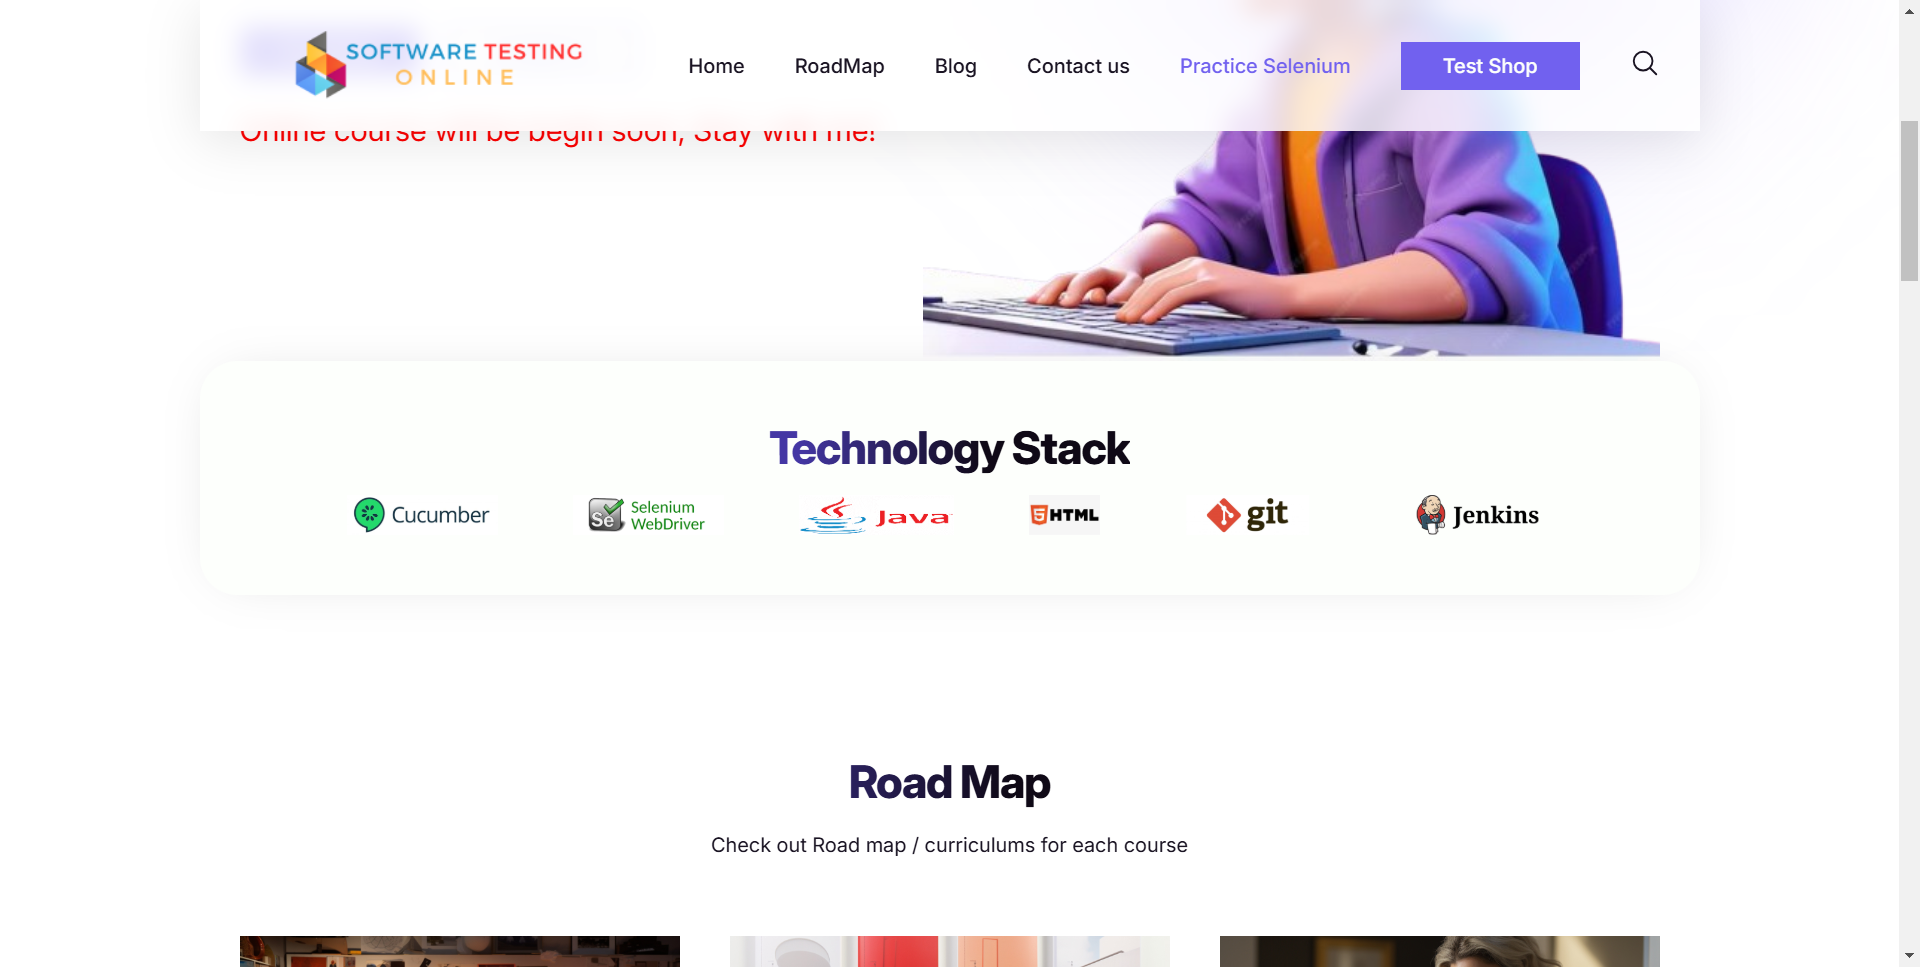 SOFTWARE TESTING
ONLINE
Home
RoadMap
Blog
Contact us
Practice Selenium
Test Shop
Online course will be begin soon, Stay with me!
Technology Stack
Cucumber
Se
Selenium
WebDriver
Java
5 HTML
git
Jenkins
Road Map
Check out Road map / curriculums for each course